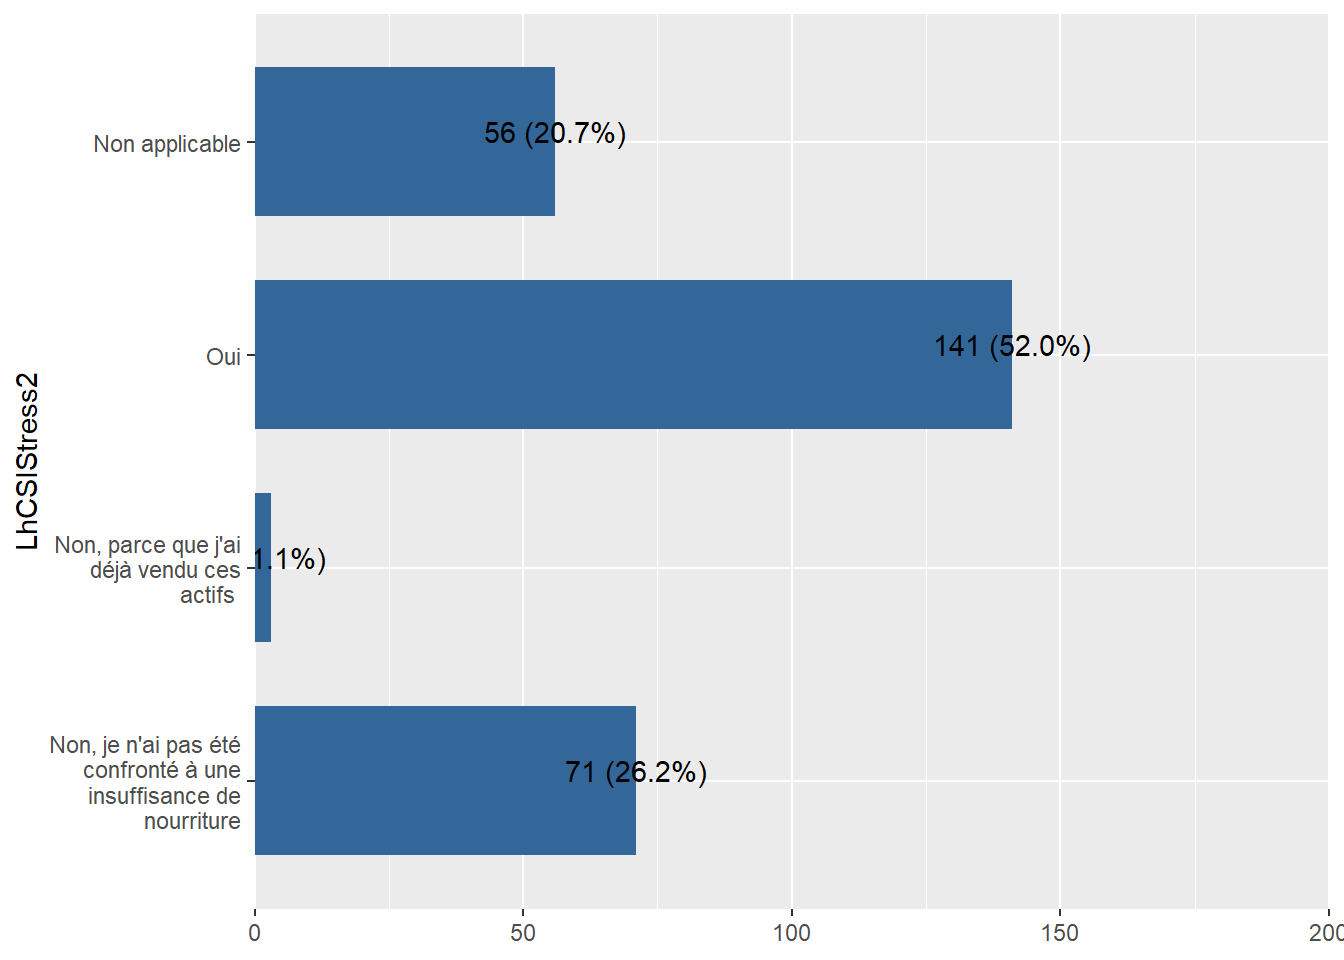 LhCSIStress2
Non applicable
56 (20.7%)
Oui
141 (52.0%)
Non, parce que j'ai
déjà vendu ces
actifs
1.1%)
Non, je n'ai pas été
confronté à une
insuffisance de
nourriture
71 (26.2%)
0 50 100 150 200